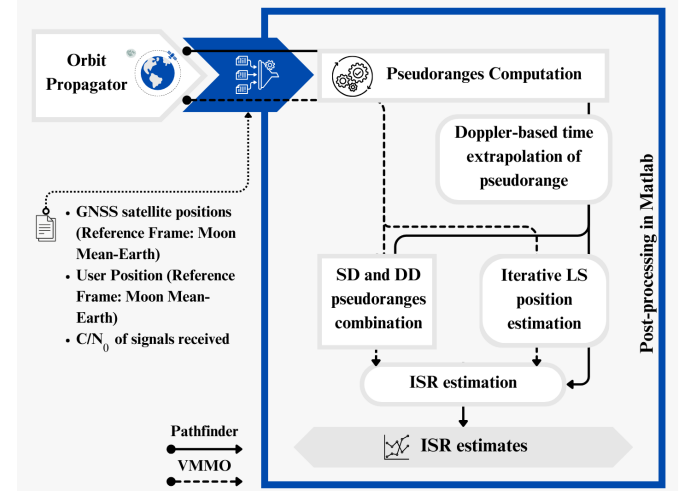 Orbit
Propagator
Pseudoranges Computation
Doppler-based time
extrapolation of
pseudorange
• GNSS satellite positions
(Reference Frame: Moon
Mean-Earth)
• User Position (Reference
Frame: Moon Mean-
Earth)
• C/N0 of signals received
SD and DD
pseudoranges
combination
Iterative LS
position
estimation
ISR estimation
ISR estimates
Pathfinder
VMMO
Post-processing in Matlab